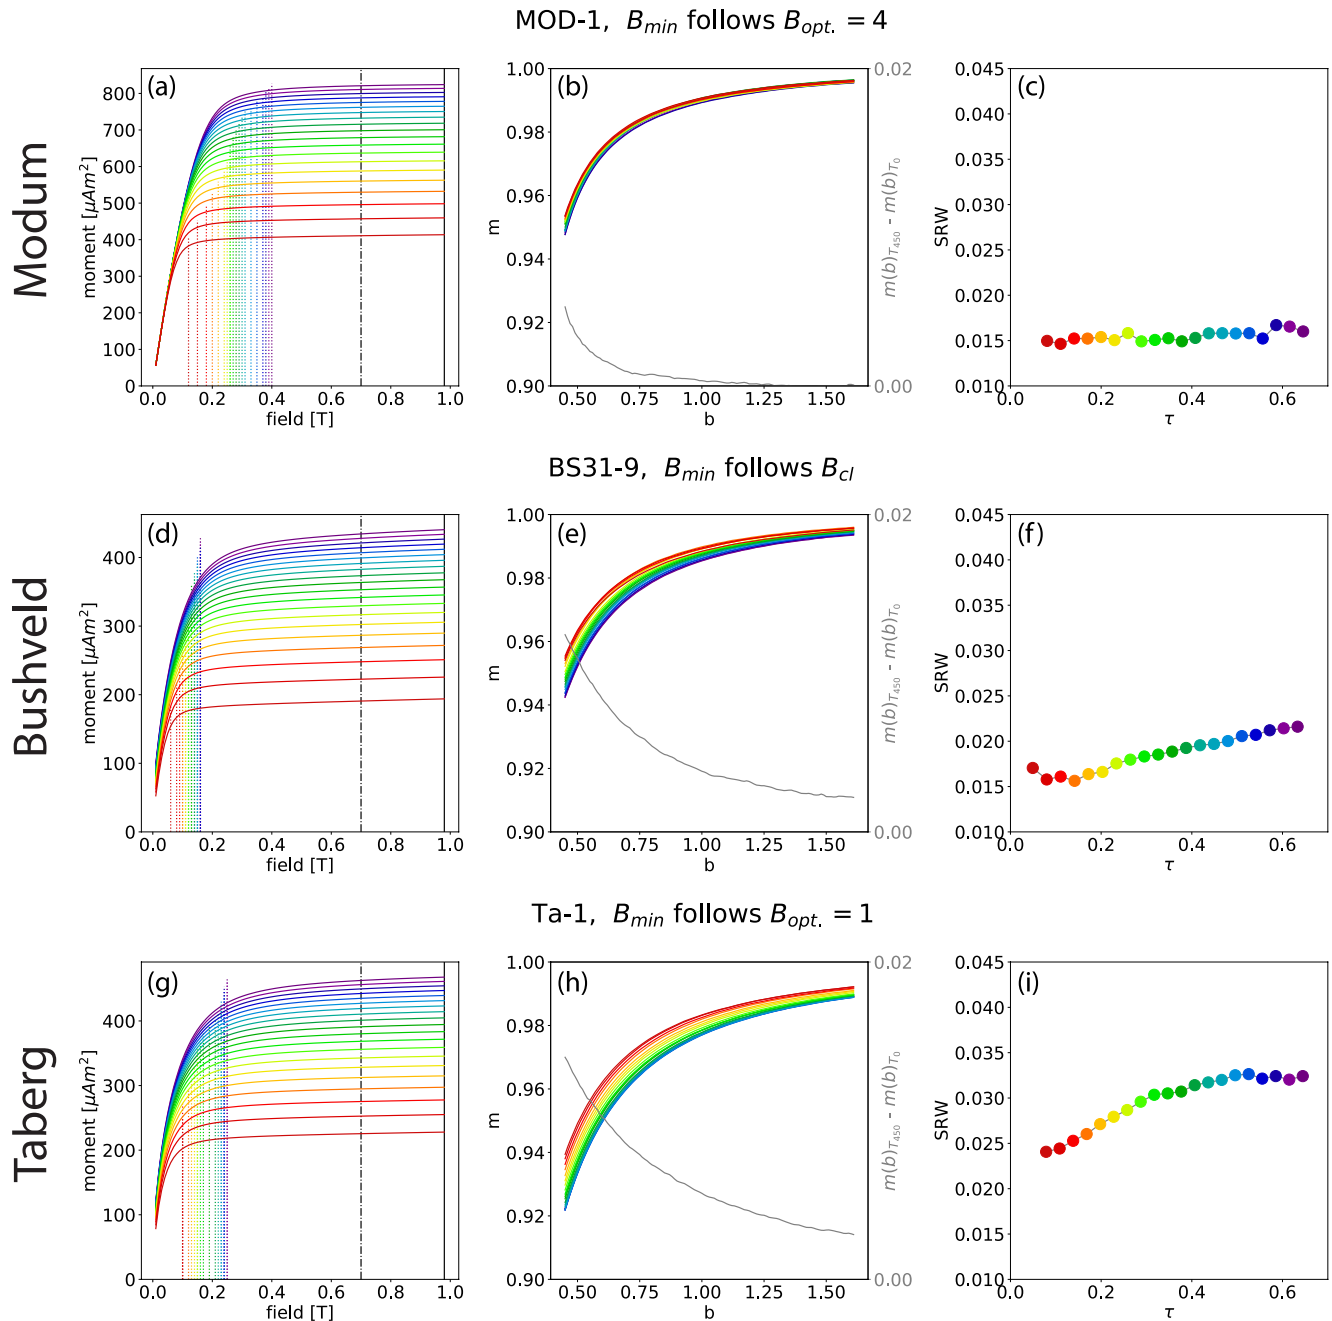 MOD-1, B_min follows B_opt. = 4
Modum
(a)
moment [μAm²]
800
700
600
500
400
300
200
100
0
0.0 0.2 0.4 0.6 0.8 1.0
field [T]
(b)
m
1.00
0.98
0.96
0.94
0.92
0.90
0.50 0.75 1.00 1.25 1.50
b
0.02
0.00
m(b)_T450 - m(b)_T0
(c)
SRW
0.045
0.040
0.035
0.030
0.025
0.020
0.015
0.010
0.0 0.2 0.4 0.6
τ
BS31-9, B_min follows B_cl
Bushveld
(d)
moment [μAm²]
400
300
200
100
0
0.0 0.2 0.4 0.6 0.8 1.0
field [T]
(e)
m
1.00
0.98
0.96
0.94
0.92
0.90
0.50 0.75 1.00 1.25 1.50
b
0.02
0.00
m(b)_T450 - m(b)_T0
(f)
SRW
0.045
0.040
0.035
0.030
0.025
0.020
0.015
0.010
0.0 0.2 0.4 0.6
τ
Ta-1, B_min follows B_opt. = 1
Taberg
(g)
moment [μAm²]
400
300
200
100
0
0.0 0.2 0.4 0.6 0.8 1.0
field [T]
(h)
m
1.00
0.98
0.96
0.94
0.92
0.90
0.50 0.75 1.00 1.25 1.50
b
0.02
0.00
m(b)_T450 - m(b)_T0
(i)
SRW
0.045
0.040
0.035
0.030
0.025
0.020
0.015
0.010
0.0 0.2 0.4 0.6
τ